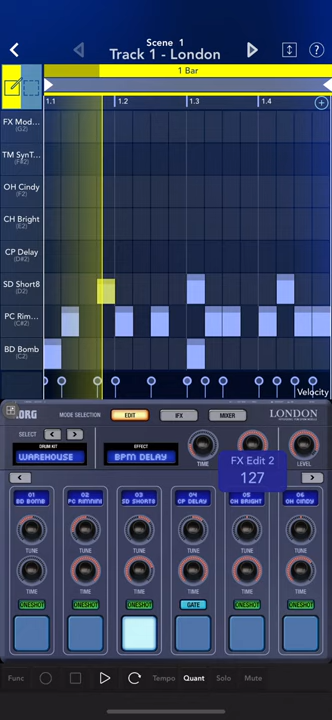 Scene 1
Track 1 - London
?
1 Bar
1.1
1.2
1.3
1.4
FX Mod...
(G2)
TM SynT...
(F#2)
OH Cindy
(F2)
CH Bright
(E2)
CP Delay
(D#2)
SD Short8
(D2)
PC Rim...
(C#2)
BD Bomb
(C2)
Velocity
.ORG
MODE SELECTION
EDIT
IFX
MIXER
LONDON
SELECT
DRUM KIT
WAREHOUSE
EFFECT
BPM DELAY
TIME
LEVEL
FX Edit 2
127
01
BD BOMB
02
03
SD SHORT8
04
CP DELAY
05
CH BRIGHT
06
OH CINDY
TUNE TUNE TUNE TUNE TUNE TUNE
TIME TIME TIME TIME TIME TIME
ONESHOT ONESHOT ONESHOT GATE ONESHOT ONESHOT
Func
Tempo
Quant
Solo
Mute